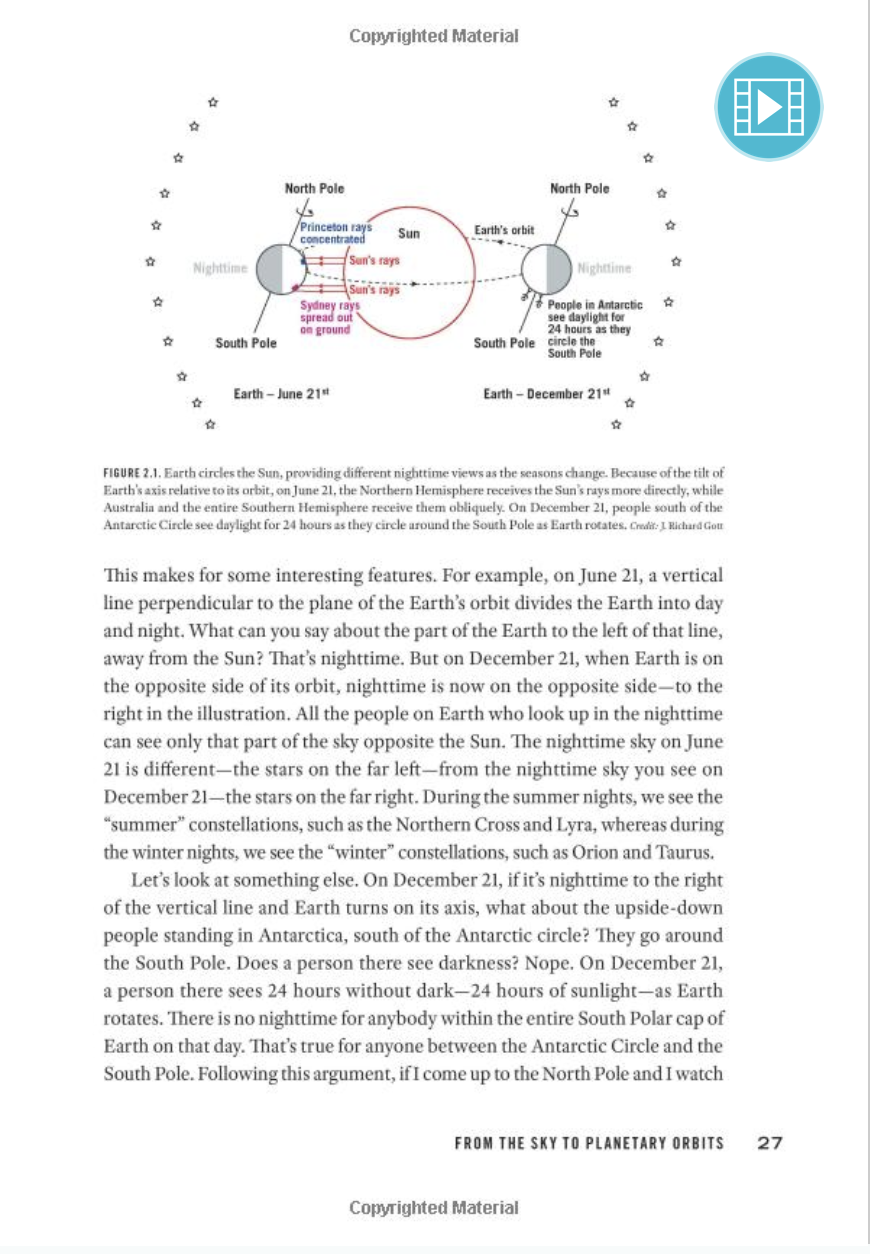 Copyrighted Material
North Pole
North Pole
Princeton rays
concentrated
Sun
Earth's orbit
Nighttime
Sun's rays
Nighttime
Sun's rays
Sydney rays
spread out
on ground
People in Antarctic
see daylight for
24 hours as they
circle the
South Pole
South Pole
South Pole
Earth – June 21st
Earth – December 21st
FIGURE 2.1. Earth circles the Sun, providing different nighttime views as the seasons change. Because of the tilt of
Earth's axis relative to its orbit, on June 21, the Northern Hemisphere receives the Sun's rays more directly, while
Australia and the entire Southern Hemisphere receive them obliquely. On December 21, people south of the
Antarctic Circle see daylight for 24 hours as they circle around the South Pole as Earth rotates. Credit: J. Richard Gott
This makes for some interesting features. For example, on June 21, a vertical
line perpendicular to the plane of the Earth's orbit divides the Earth into day
and night. What can you say about the part of the Earth to the left of that line,
away from the Sun? That's nighttime. But on December 21, when Earth is on
the opposite side of its orbit, nighttime is now on the opposite side—to the
right in the illustration. All the people on Earth who look up in the nighttime
can see only that part of the sky opposite the Sun. The nighttime sky on June
21 is different—the stars on the far left—from the nighttime sky you see on
December 21—the stars on the far right. During the summer nights, we see the
"summer" constellations, such as the Northern Cross and Lyra, whereas during
the winter nights, we see the "winter" constellations, such as Orion and Taurus.
Let's look at something else. On December 21, if it's nighttime to the right
of the vertical line and Earth turns on its axis, what about the upside-down
people standing in Antarctica, south of the Antarctic circle? They go around
the South Pole. Does a person there see darkness? Nope. On December 21,
a person there sees 24 hours without dark—24 hours of sunlight—as Earth
rotates. There is no nighttime for anybody within the entire South Polar cap of
Earth on that day. That's true for anyone between the Antarctic Circle and the
South Pole. Following this argument, if I come up to the North Pole and I watch
FROM THE SKY TO PLANETARY ORBITS 27
Copyrighted Material